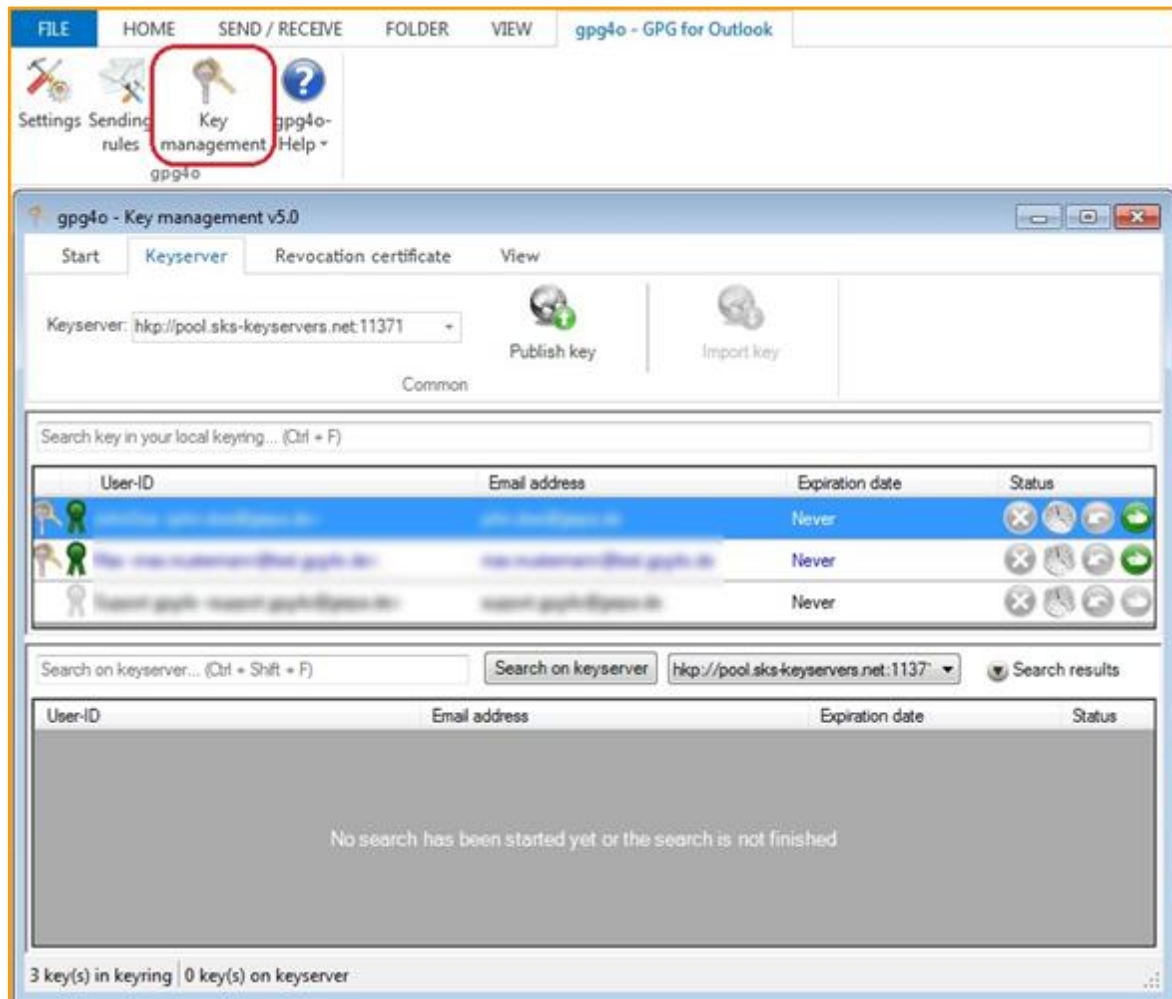 FILE HOME SEND / RECEIVE FOLDER VIEW gpg4o - GPG for Outlook
Settings Sending rules Key management gpg4o-Help
gpg4o
gpg4o - Key management v5.0
Start Keyserver Revocation certificate View
Keyserver: hkp://pool.sks-keyservers.net:11371
Publish key Import key
Common
Search key in your local keyring... (Ctrl + F)
User-ID Email address Expiration date Status
Never
Never
Never
Search on keyserver... (Ctrl + Shift + F) Search on keyserver hkp://pool.sks-keyservers.net:1137 Search results
User-ID Email address Expiration date Status
No search has been started yet or the search is not finished
3 key(s) in keyring 0 key(s) on keyserver